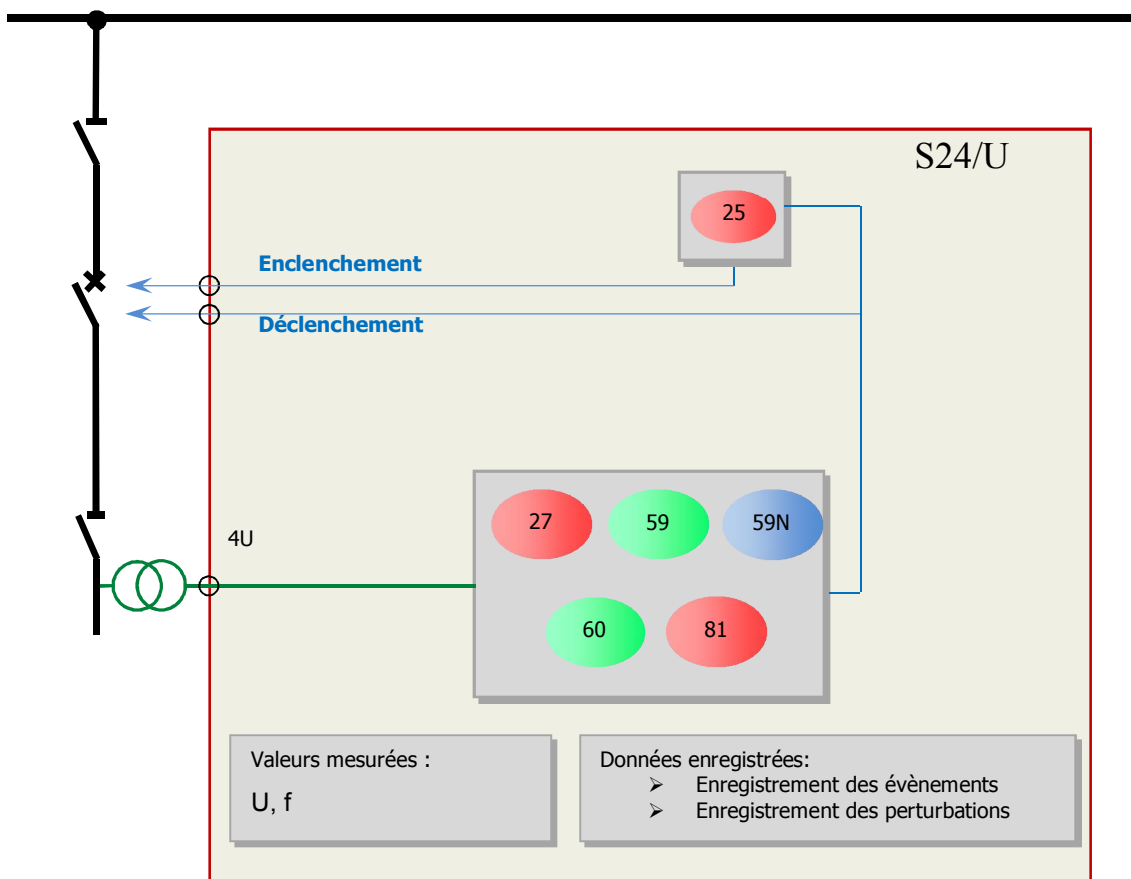 S24/U
25
Enclenchement
Déclenchement
4U
27
59
59N
60
81
Valeurs mesurées :
U, f
Données enregistrées:
➢ Enregistrement des évènements
➢ Enregistrement des perturbations